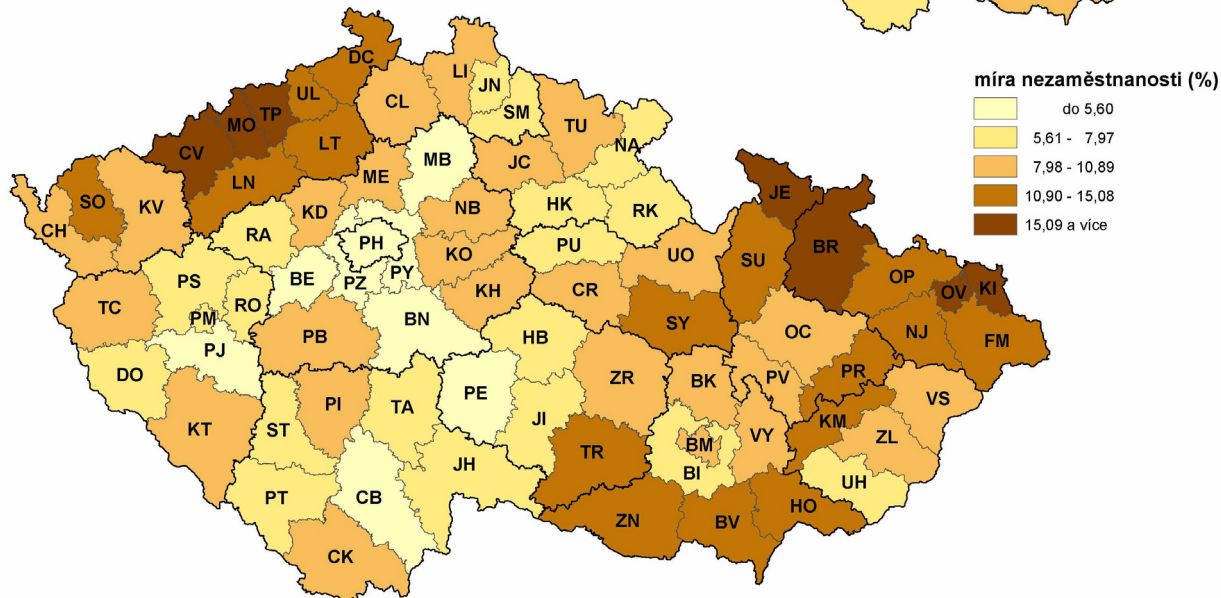 míra nezaměstnanosti (%)
do 5,60
5,61 - 7,97
7,98 - 10,89
10,90 - 15,08
15,09 a více
DC
LI
UL
JN
CL
MO
TP
SM
TU
CV
LT
NA
MB
JC
ME
LN
JE
SO
KV
NB
KD
HK
RK
CH
RA
PH
PU
BR
KO
UO
SU
BE
PY
OP
PS
PZ
KH
CR
OV
KI
TC
RO
PM
BN
SY
OC
NJ
PB
HB
FM
PJ
PR
DO
ZR
BK
PV
PE
VS
PI
TA
JI
KM
KT
ST
VY
ZL
BM
TR
JH
BI
UH
PT
CB
HO
ZN
BV
CK